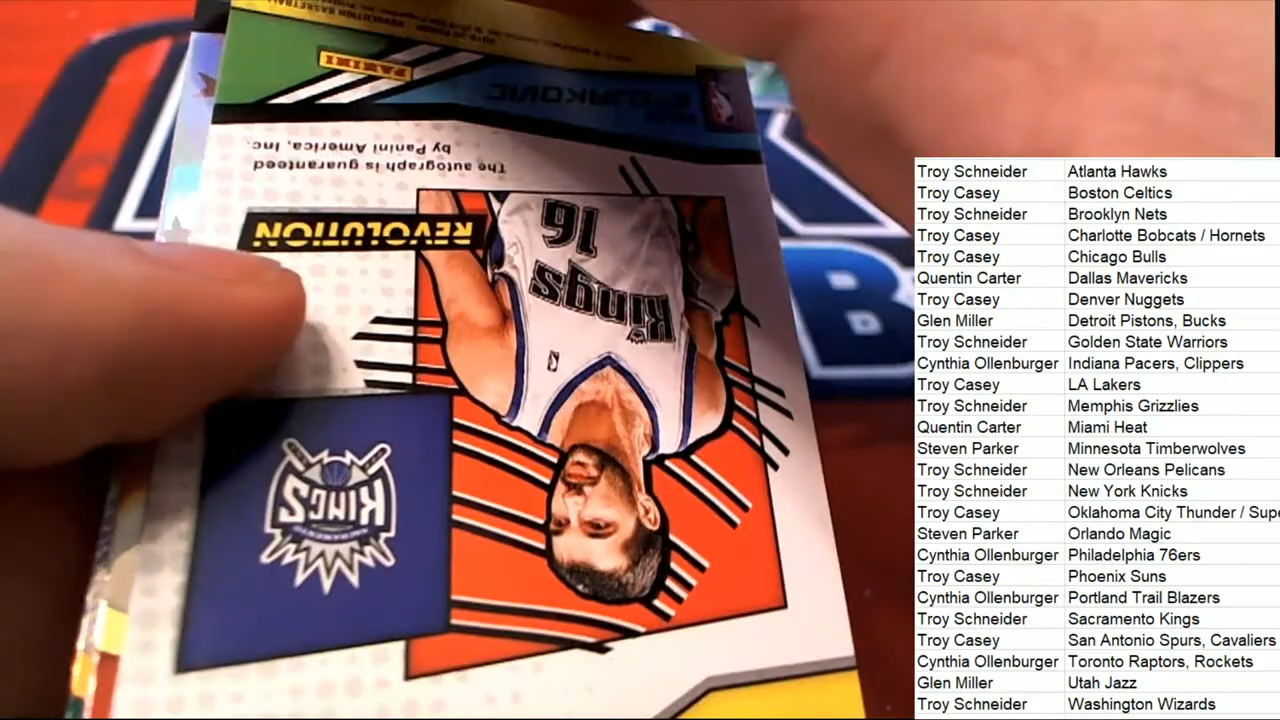 PANINI
The autograph is guaranteed
by Panini America, Inc.
REVOLUTION
Kings
16
KINGS
B
Troy Schneider Atlanta Hawks
Troy Casey Boston Celtics
Troy Schneider Brooklyn Nets
Troy Casey Charlotte Bobcats / Hornets
Troy Casey Chicago Bulls
Quentin Carter Dallas Mavericks
Troy Casey Denver Nuggets
Glen Miller Detroit Pistons, Bucks
Troy Schneider Golden State Warriors
Cynthia Ollenburger Indiana Pacers, Clippers
Troy Casey LA Lakers
Troy Schneider Memphis Grizzlies
Quentin Carter Miami Heat
Steven Parker Minnesota Timberwolves
Troy Schneider New Orleans Pelicans
Troy Schneider New York Knicks
Troy Casey Oklahoma City Thunder / Supe
Steven Parker Orlando Magic
Cynthia Ollenburger Philadelphia 76ers
Troy Casey Phoenix Suns
Cynthia Ollenburger Portland Trail Blazers
Troy Schneider Sacramento Kings
Troy Casey San Antonio Spurs, Cavaliers
Cynthia Ollenburger Toronto Raptors, Rockets
Glen Miller Utah Jazz
Troy Schneider Washington Wizards